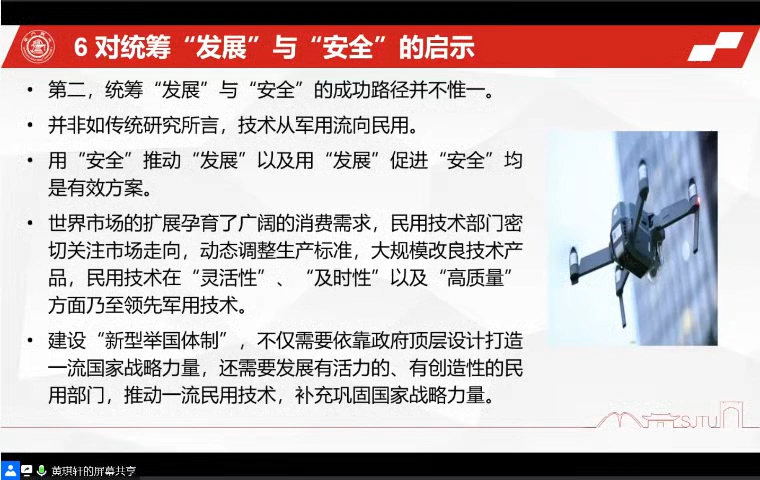 6 对统筹“发展”与“安全”的启示
• 第二，统筹“发展”与“安全”的成功路径并不惟一。
• 并非如传统研究所言，技术从军用流向民用。
• 用“安全”推动“发展”以及用“发展”促进“安全”均
是有效方案。
• 世界市场的扩展孕育了广阔的消费需求，民用技术部门密
切关注市场走向，动态调整生产标准，大规模改良技术产
品，民用技术在“灵活性”、“及时性”以及“高质量”
方面乃至领先军用技术。
• 建设“新型举国体制”，不仅需要依靠政府顶层设计打造
一流国家战略力量，还需要发展有活力的、有创造性的民
用部门，推动一流民用技术，补充巩固国家战略力量。
SJTU
黄琪轩的屏幕共享